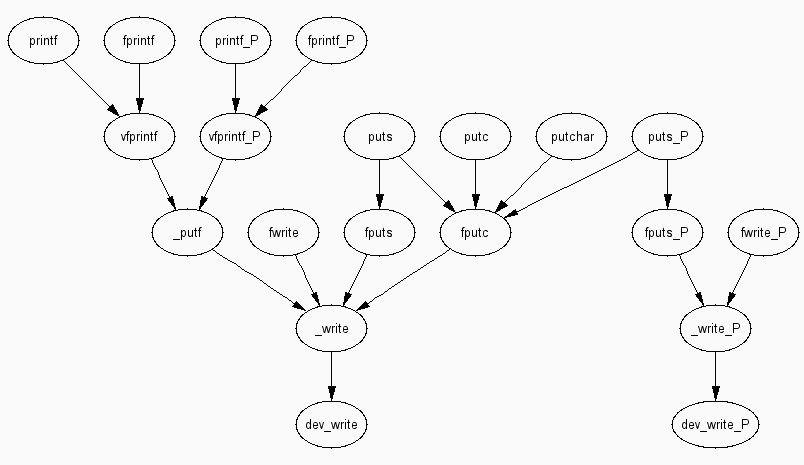 printf fprintf printf_P fprintf_P
vfprintf vfprintf_P puts putc putchar puts_P
_putf fwrite fputs fputc fputs_P fwrite_P
_write _write_P
dev_write dev_write_P